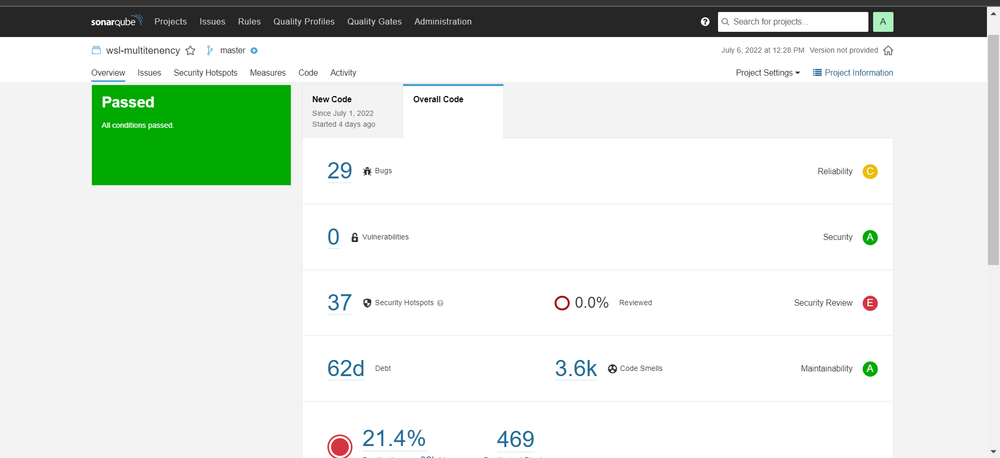 sonarqube Projects Issues Rules Quality Profiles Quality Gates Administration ? Search for projects... A
wsl-multitenency master July 6, 2022 at 12:28 PM Version not provided
Overview Issues Security Hotspots Measures Code Activity Project Settings Project Information
Passed
All conditions passed.
New Code
Since July 1, 2022
Started 4 days ago
Overall Code
29 Bugs Reliability C
0 Vulnerabilities Security A
37 Security Hotspots ? 0.0% Reviewed Security Review E
62d Debt 3.6k Code Smells Maintainability A
21.4% 469